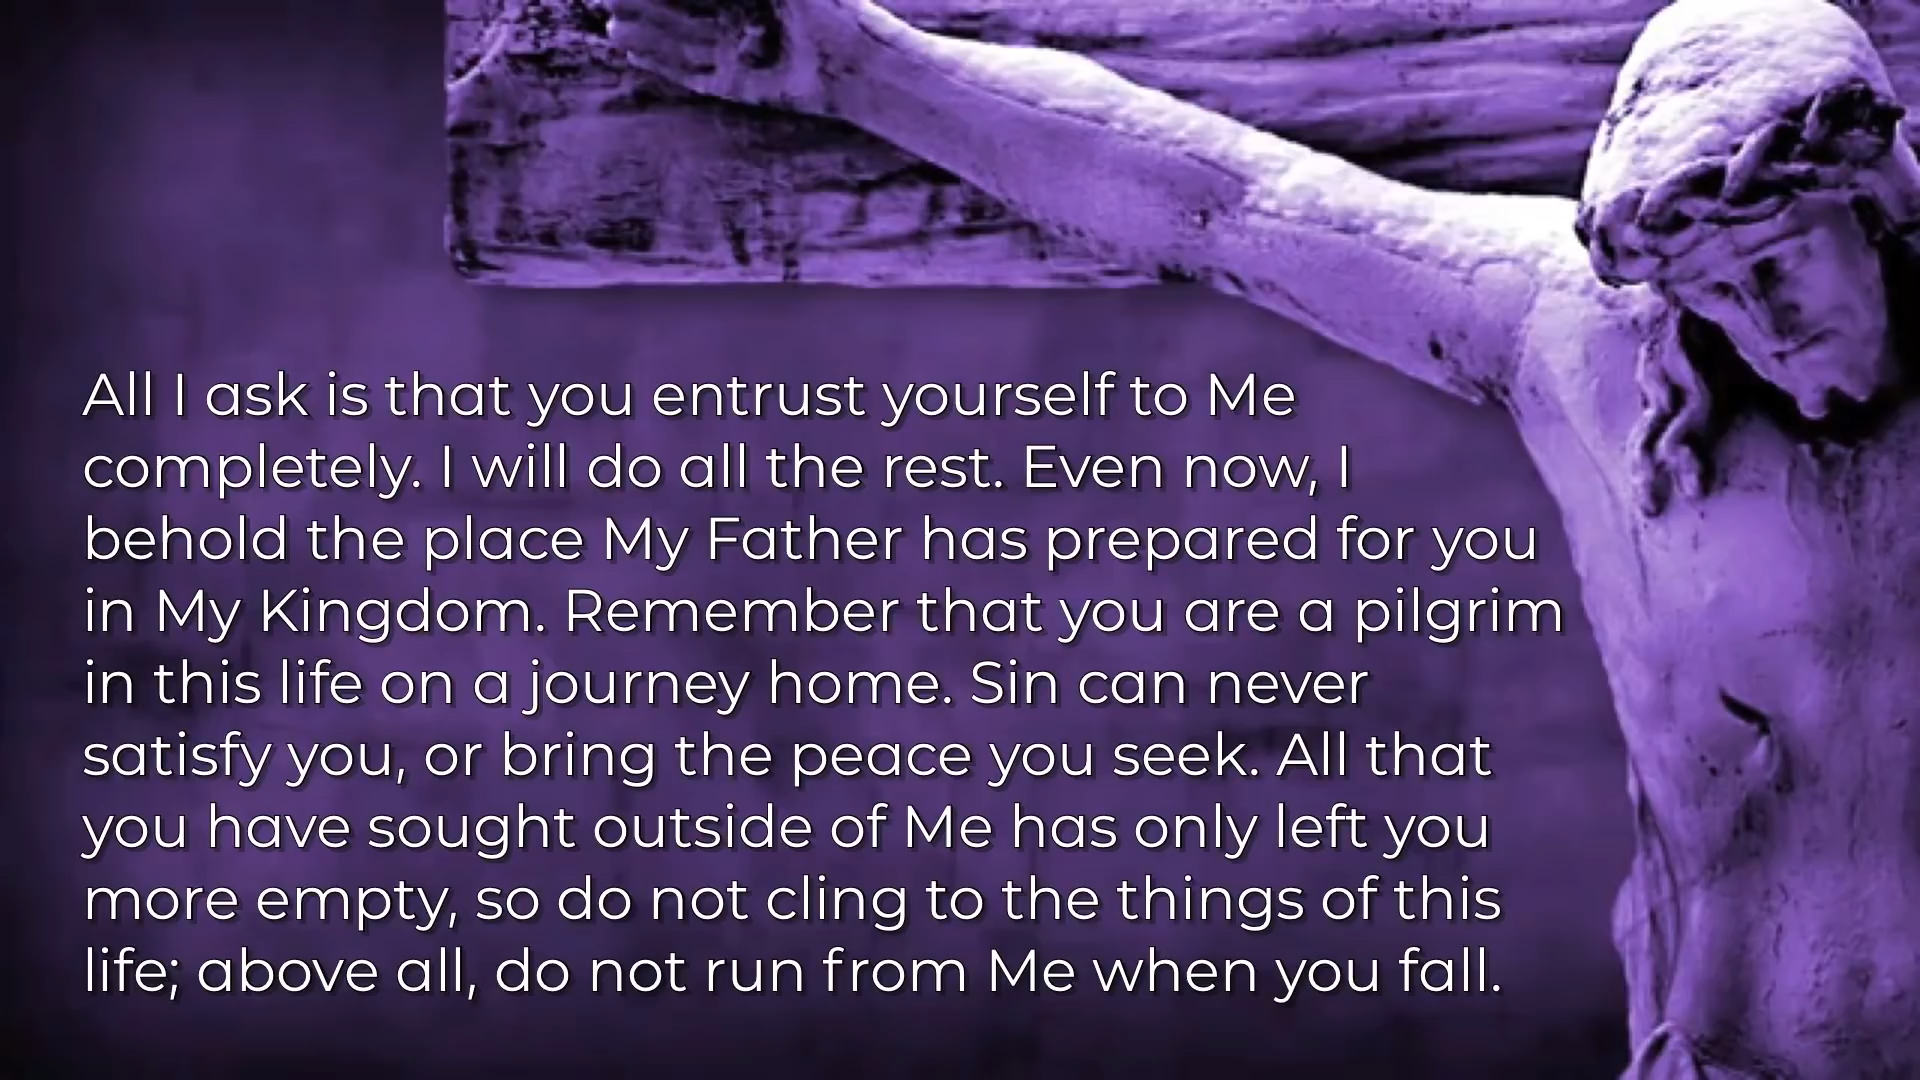 All I ask is that you entrust yourself to Me
completely. I will do all the rest. Even now, I
behold the place My Father has prepared for you
in My Kingdom. Remember that you are a pilgrim
in this life on a journey home. Sin can never
satisfy you, or bring the peace you seek. All that
you have sought outside of Me has only left you
more empty, so do not cling to the things of this
life; above all, do not run from Me when you fall.